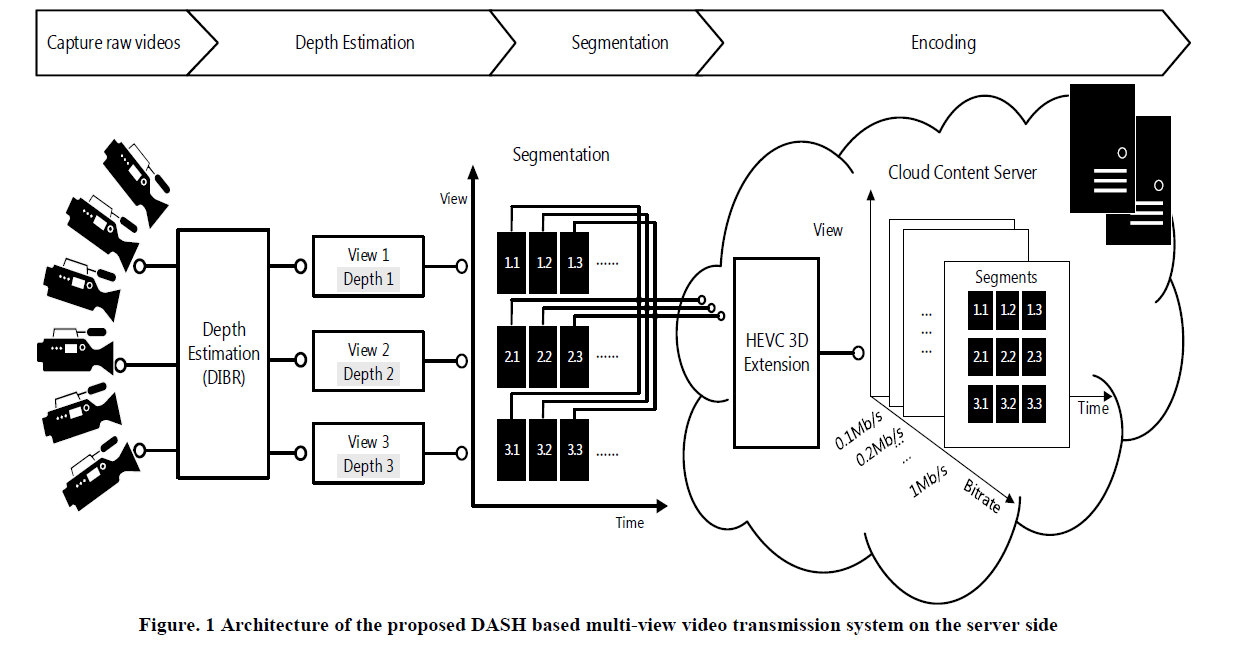 Capture raw videos
Depth Estimation
Segmentation
Encoding
Segmentation
View
Time
Depth
Estimation
(DIBR)
View 1
Depth 1
View 2
Depth 2
View 3
Depth 3
1.1 1.2 1.3 ......
2.1 2.2 2.3 ......
3.1 3.2 3.3 ......
HEVC 3D
Extension
Cloud Content Server
View
...
...
...
Segments
1.1 1.2 1.3
2.1 2.2 2.3
3.1 3.2 3.3
Time
0.1Mb/s
0.2Mb/s
...
...
1Mb/s
Bitrate
Figure. 1 Architecture of the proposed DASH based multi-view video transmission system on the server side